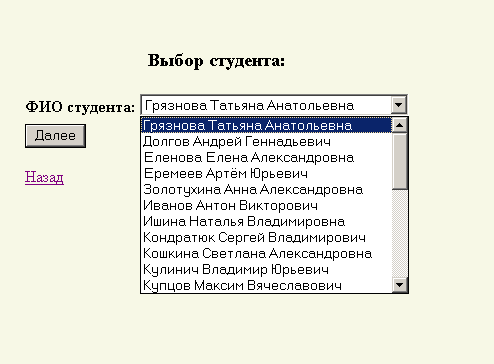 Выбор студента:
ФИО студента: Грязнова Татьяна Анатольевна
Грязнова Татьяна Анатольевна
Далее
Долгов Андрей Геннадьевич
Еленова Елена Александровна
Назад
Еремеев Артём Юрьевич
Золотухина Анна Александровна
Иванов Антон Викторович
Ишина Наталья Владимировна
Кондратюк Сергей Владимирович
Кошкина Светлана Александровна
Кулинич Владимир Юрьевич
Купцов Максим Вячеславович